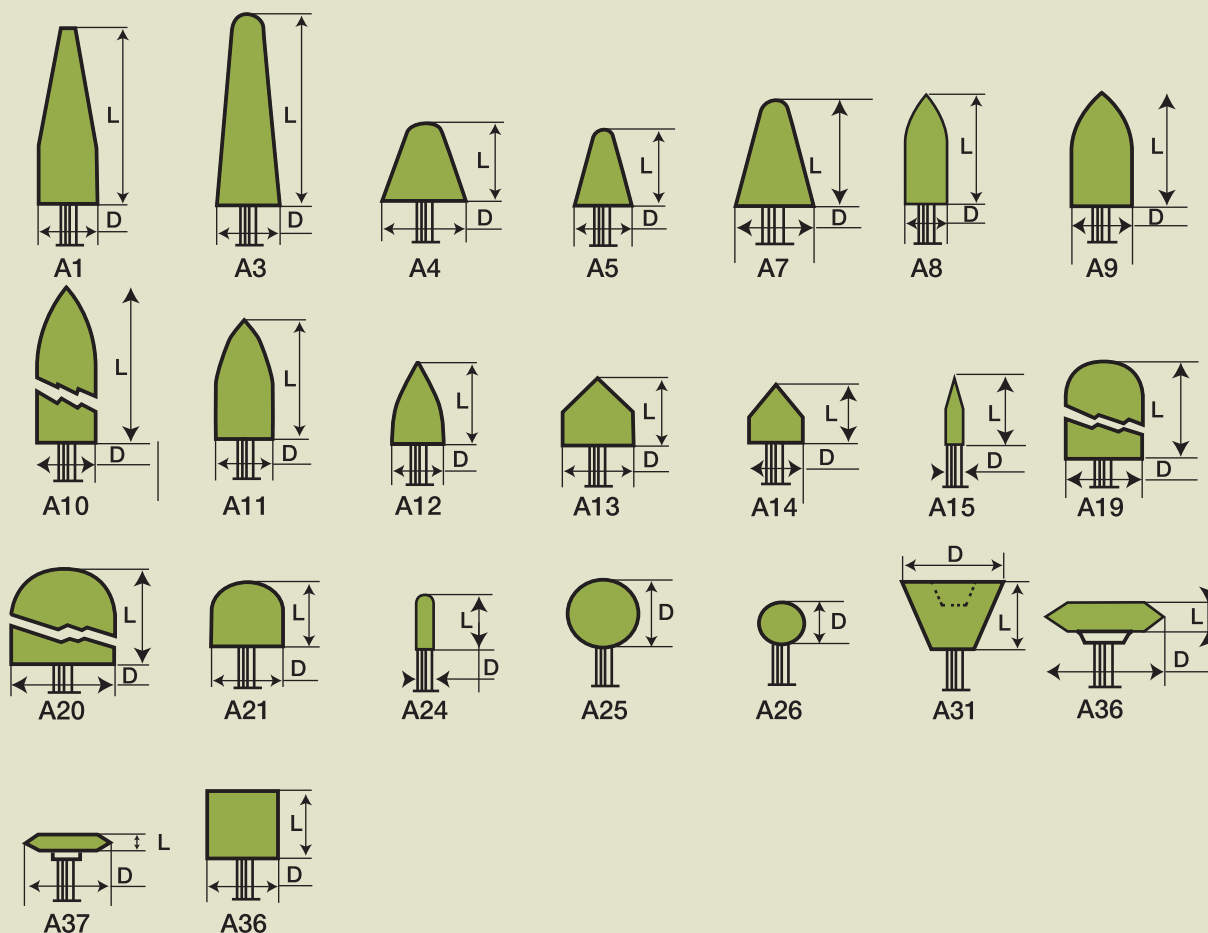 L L L L L L L
D D D D D D D
A1 A3 A4 A5 A7 A8 A9
L L L L L L L
D D D D D D D
A10 A11 A12 A13 A14 A15 A19
D
L L L D D L L
D D D D
A20 A21 A24 A25 A26 A31 A36
L L
D D
A37 A36